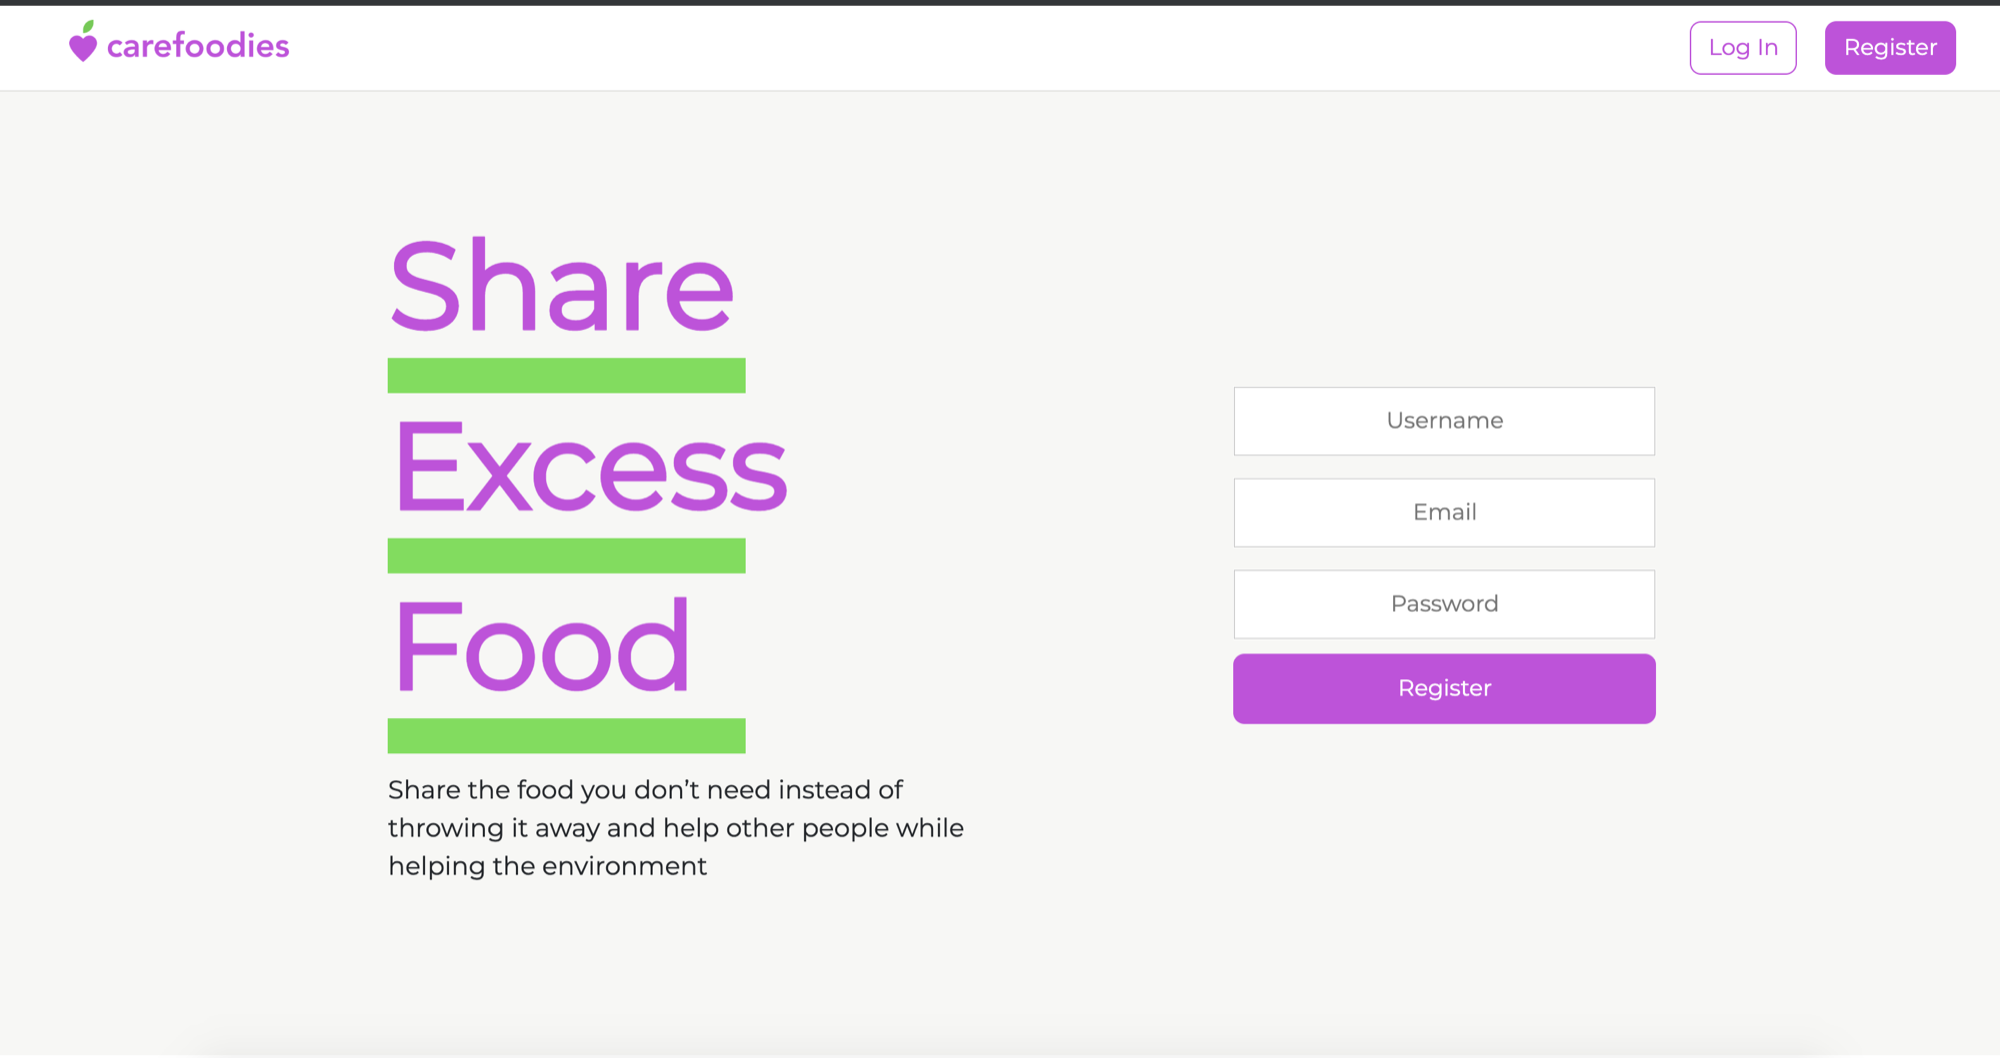 carefoodies
Log In
Register
Share
Excess
Food
Share the food you don’t need instead of
throwing it away and help other people while
helping the environment
Username
Email
Password
Register